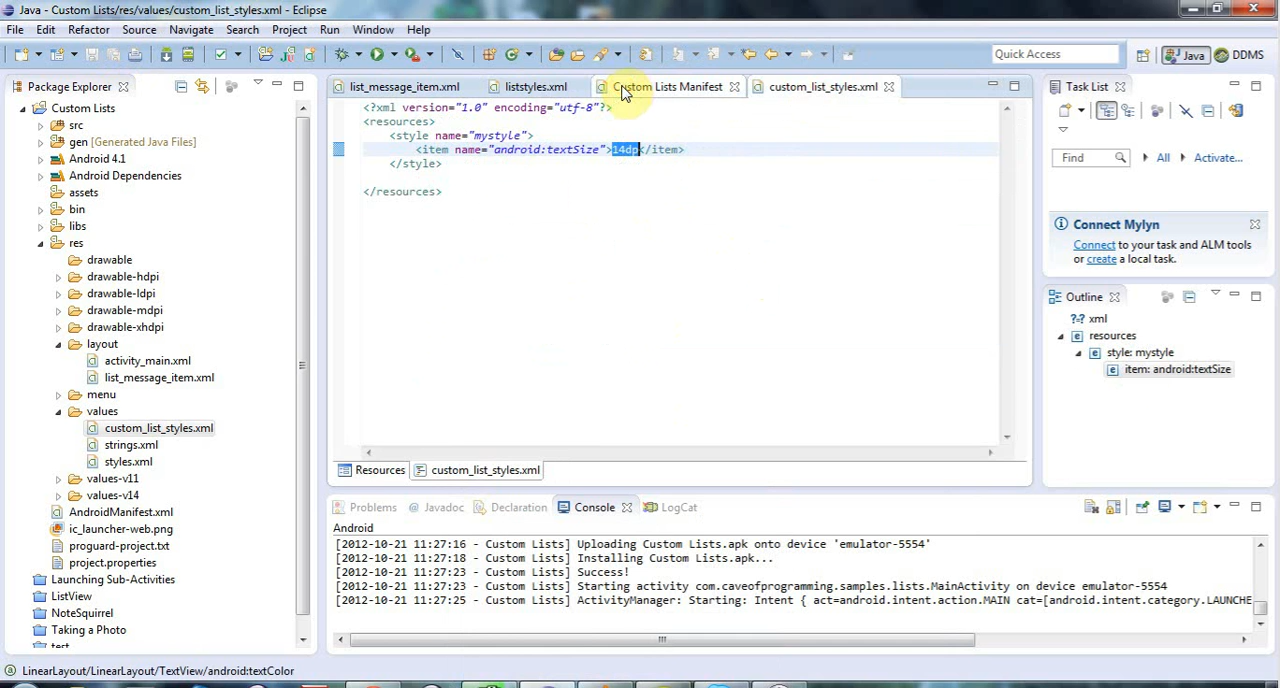 Java - Custom Lists/res/values/custom_list_styles.xml - Eclipse
File Edit Refactor Source Navigate Search Project Run Window Help
Quick Access Java DDMS
Package Explorer
Custom Lists
src
gen [Generated Java Files]
Android 4.1
Android Dependencies
assets
bin
libs
res
drawable
drawable-hdpi
drawable-ldpi
drawable-mdpi
drawable-xhdpi
layout
activity_main.xml
list_message_item.xml
menu
values
custom_list_styles.xml
strings.xml
styles.xml
values-v11
values-v14
AndroidManifest.xml
ic_launcher-web.png
proguard-project.txt
project.properties
Launching Sub-Activities
ListView
NoteSquirrel
Taking a Photo
test
list_message_item.xml liststyles.xml Custom Lists Manifest custom_list_styles.xml
<?xml version="1.0" encoding="utf-8"?>
<resources>
<style name="mystyle">
<item name="android:textSize">14dp</item>
</style>
</resources>
Resources custom_list_styles.xml
Task List
Find All Activate...
Connect Mylyn
Connect to your task and ALM tools
or create a local task.
Outline
xml
resources
style: mystyle
item: android:textSize
Problems Javadoc Declaration Console LogCat
Android
[2012-10-21 11:27:16 - Custom Lists] Uploading Custom Lists.apk onto device 'emulator-5554'
[2012-10-21 11:27:18 - Custom Lists] Installing Custom Lists.apk...
[2012-10-21 11:27:23 - Custom Lists] Success!
[2012-10-21 11:27:23 - Custom Lists] Starting activity com.caveofprogramming.samples.lists.MainActivity on device emulator-5554
[2012-10-21 11:27:25 - Custom Lists] ActivityManager: Starting: Intent { act=android.intent.action.MAIN cat=[android.intent.category.LAUNCHE
LinearLayout/LinearLayout/TextView/android:textColor